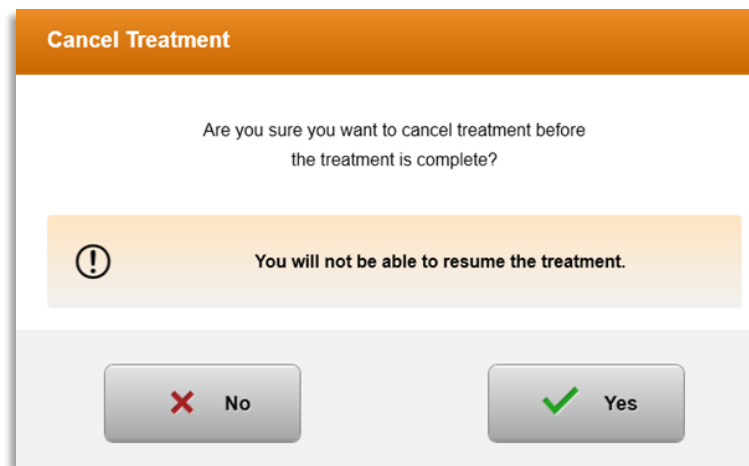 Cancel Treatment
Are you sure you want to cancel treatment before
the treatment is complete?
You will not be able to resume the treatment.
No
Yes